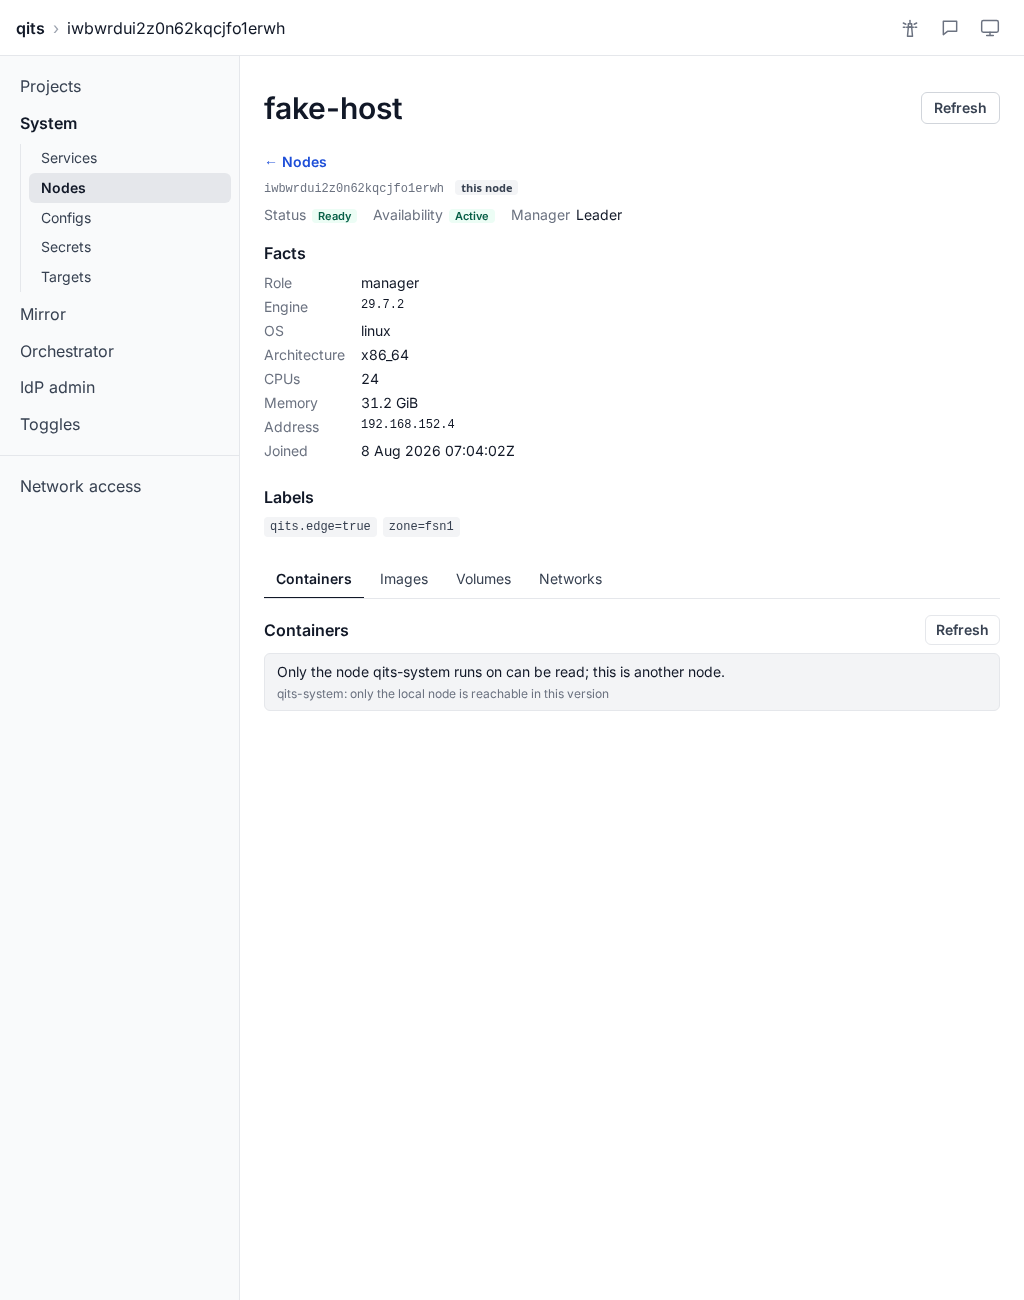 qits › iwbwrdui2z0n62kqcjfo1erwh
Projects
System
Services
Nodes
Configs
Secrets
Targets
Mirror
Orchestrator
IdP admin
Toggles
Network access
fake-host
Refresh
← Nodes
iwbwrdui2z0n62kqcjfo1erwh this node
Status Ready Availability Active Manager Leader
Facts
Role manager
Engine 29.7.2
OS linux
Architecture x86_64
CPUs 24
Memory 31.2 GiB
Address 192.168.152.4
Joined 8 Aug 2026 07:04:02Z
Labels
qits.edge=true zone=fsn1
Containers Images Volumes Networks
Containers
Refresh
Only the node qits-system runs on can be read; this is another node.
qits-system: only the local node is reachable in this version